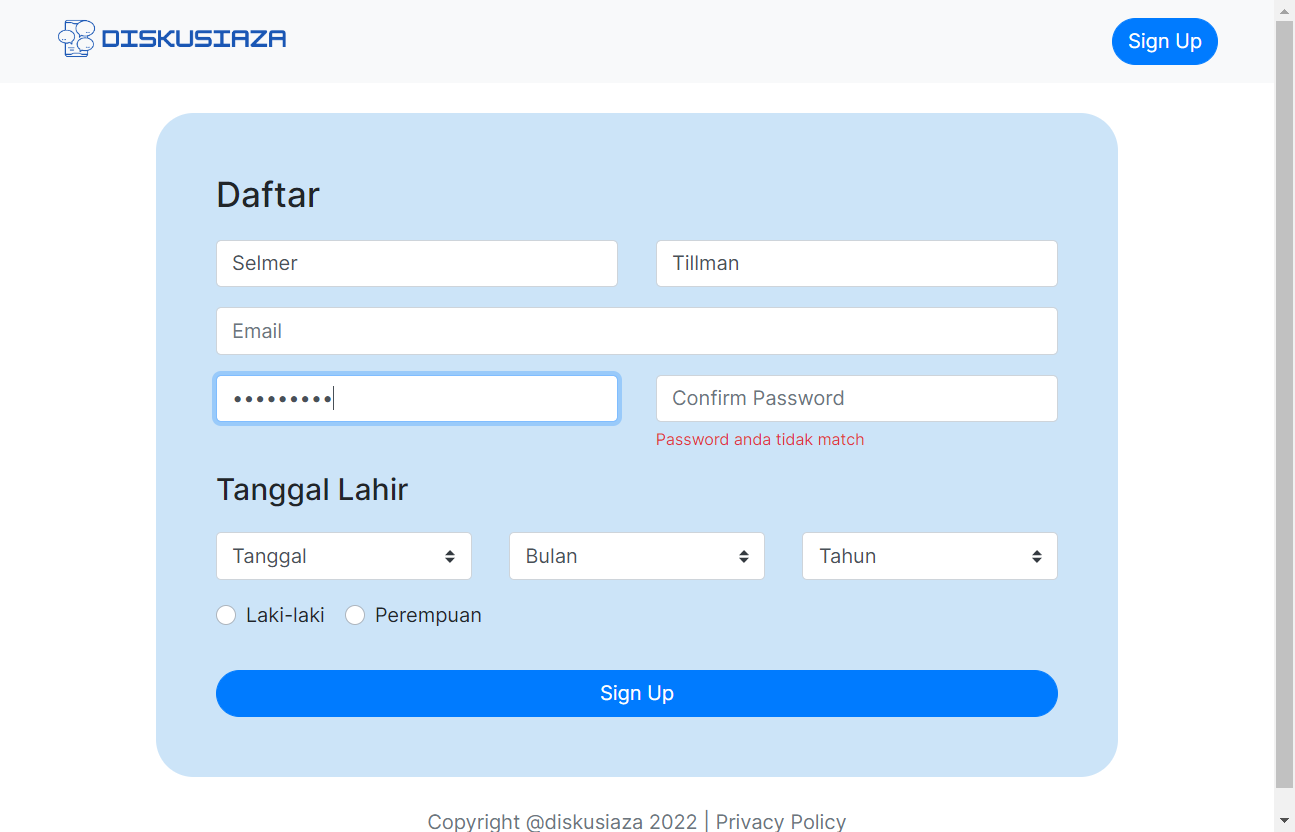 DISKUSIAZA
Sign Up
Daftar
Selmer
Tillman
Email
•••••••••
Confirm Password
Password anda tidak match
Tanggal Lahir
Tanggal
Bulan
Tahun
Laki-laki
Perempuan
Sign Up
Copyright @diskusiaza 2022 | Privacy Policy